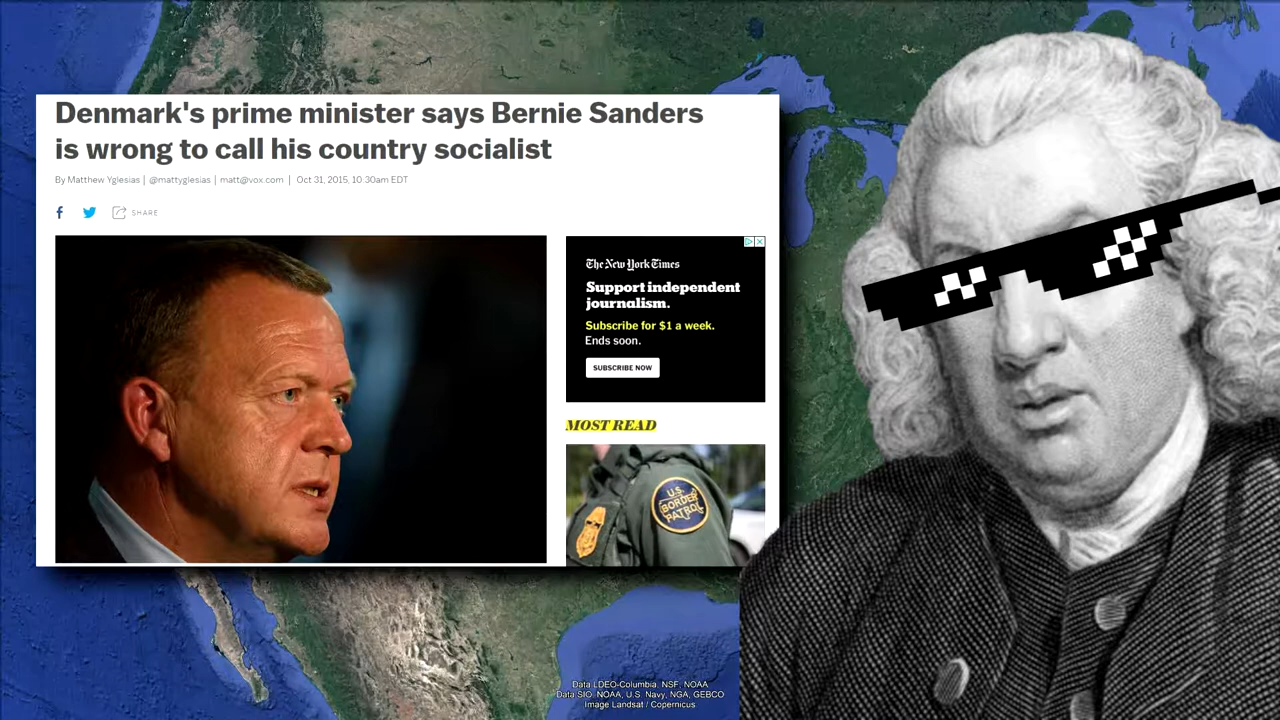 Denmark's prime minister says Bernie Sanders
is wrong to call his country socialist
By Matthew Yglesias | @mattyglesias | matt@vox.com | Oct 31, 2015, 10:30am EDT
SHARE
The New York Times
Support independent
journalism.
Subscribe for $1 a week.
Ends soon.
SUBSCRIBE NOW
MOST READ
U.S.
BORDER
PATROL
Data LDEO-Columbia, NSF, NOAA
Data SIO, NOAA, U.S. Navy, NGA, GEBCO
Image Landsat / Copernicus